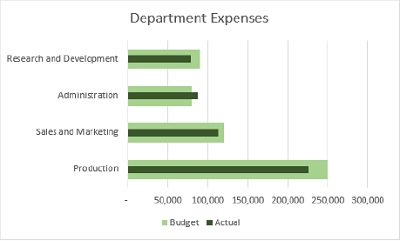 Department Expenses
Research and Development
Administration
Sales and Marketing
Production
- 50,000 100,000 150,000 200,000 250,000 300,000
Budget Actual